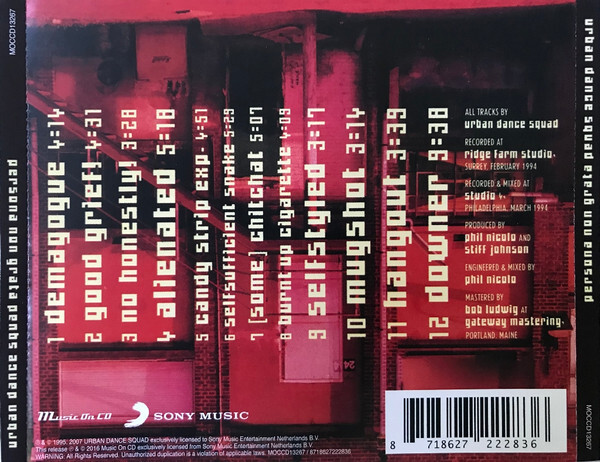 MOCCD13267
urban dance squad persona non grata
1 demagogue 4:14
2 good grief! 4:31
3 no honestly! 3:28
4 alienated 5:18
5 candy strip exp. 4:51
6 selfsufficient snake 5:29
7 (some) chitchat 5:07
8 burnt up cigarette 4:09
9 selfstyled 3:17
10 mugshot 3:14
11 hangout 3:39
12 downer 9:38
ALL TRACKS BY
urban dance squad
RECORDED AT
ridge farm studio,
SURREY, FEBRUARY 1994
RECORDED & MIXED AT
studio 4,
PHILADELPHIA, MARCH 1994
PRODUCED BY
phil nicolo AND
stiff johnson
ENGINEERED & MIXED BY
phil nicolo
MASTERED BY
bob ludwig AT
gateway mastering,
PORTLAND, MAINE
24
Music On CD
SONY MUSIC
℗ & © 1995, 2007 URBAN DANCE SQUAD exclusively licensed to Sony Music Entertainment Netherlands B.V.
This release ℗ & © 2016 Music On CD exclusively licensed from Sony Music Entertainment Netherlands B.V.
WARNING: All Rights Reserved. Unauthorized duplication is a violation of applicable laws. MOCCD13267 / 8718627222836
8 718627 222836
urban dance squad persona non grata
MOCCD13267